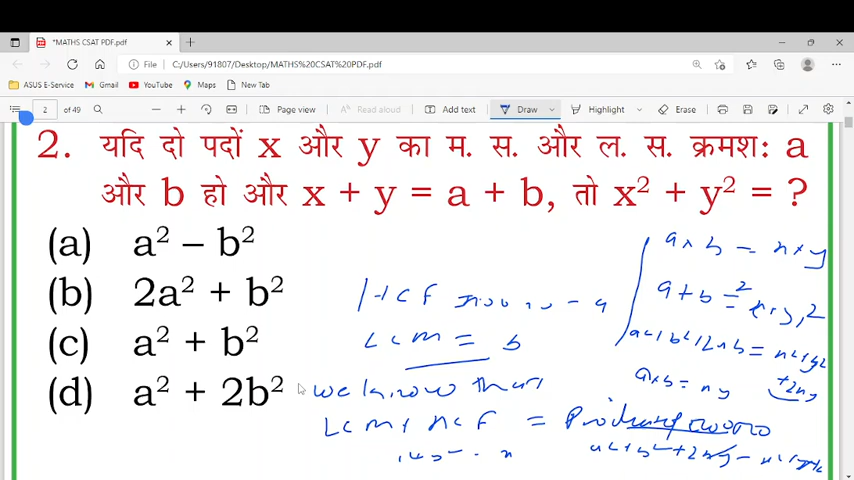 *MATHS CSAT PDF.pdf
File C:/Users/91807/Desktop/MATHS%20CSAT%20PDF.pdf
ASUS E-Service YouTube Maps New Tab
2 of 49 Page view Read aloud Add text Draw Highlight Erase
2. यदि दो पदों x और y का म. स. और ल. स. क्रमश: a
और b हो और x + y = a + b, तो x² + y² = ?
(a) a² − b²
(b) 2a² + b²
(c) a² + b²
(d) a² + 2b²
a × b = x × y
HCF = a
LCM = b
a×b = xy
+2xy
we know that
LCM × HCF = Product